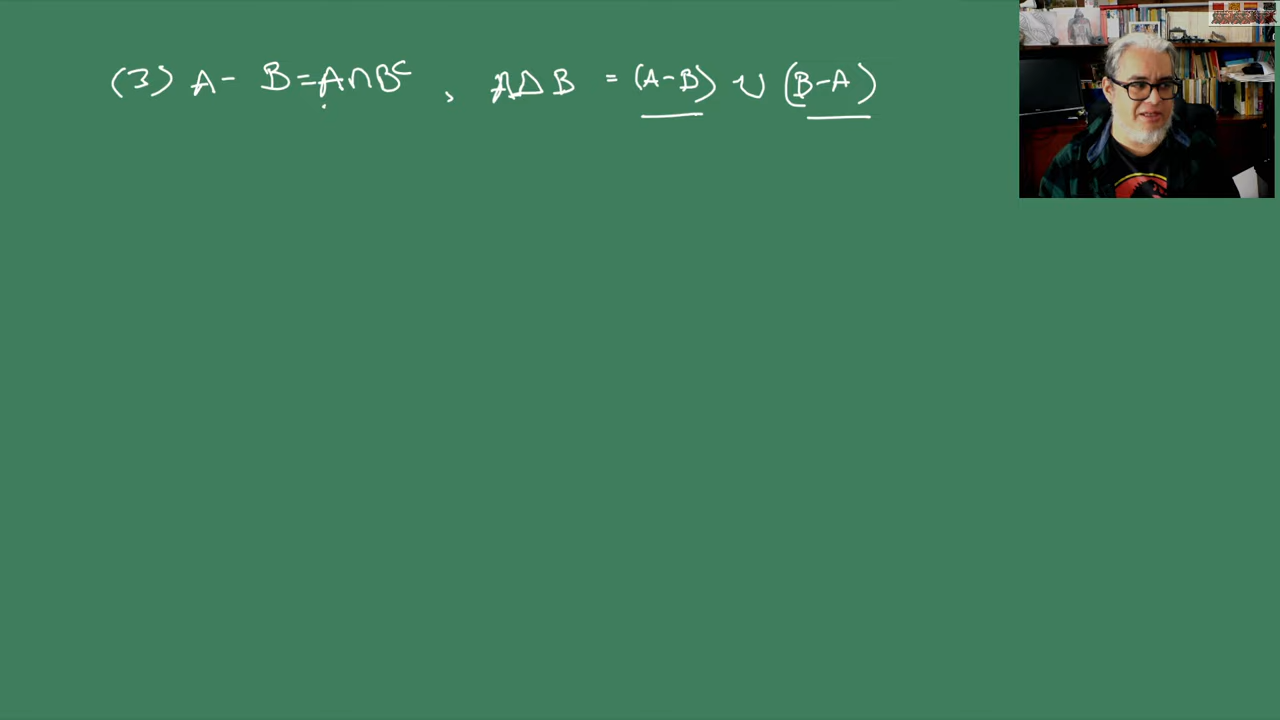 (3) A - B = A∩Bᶜ , A Δ B = (A-B) ∪ (B-A)